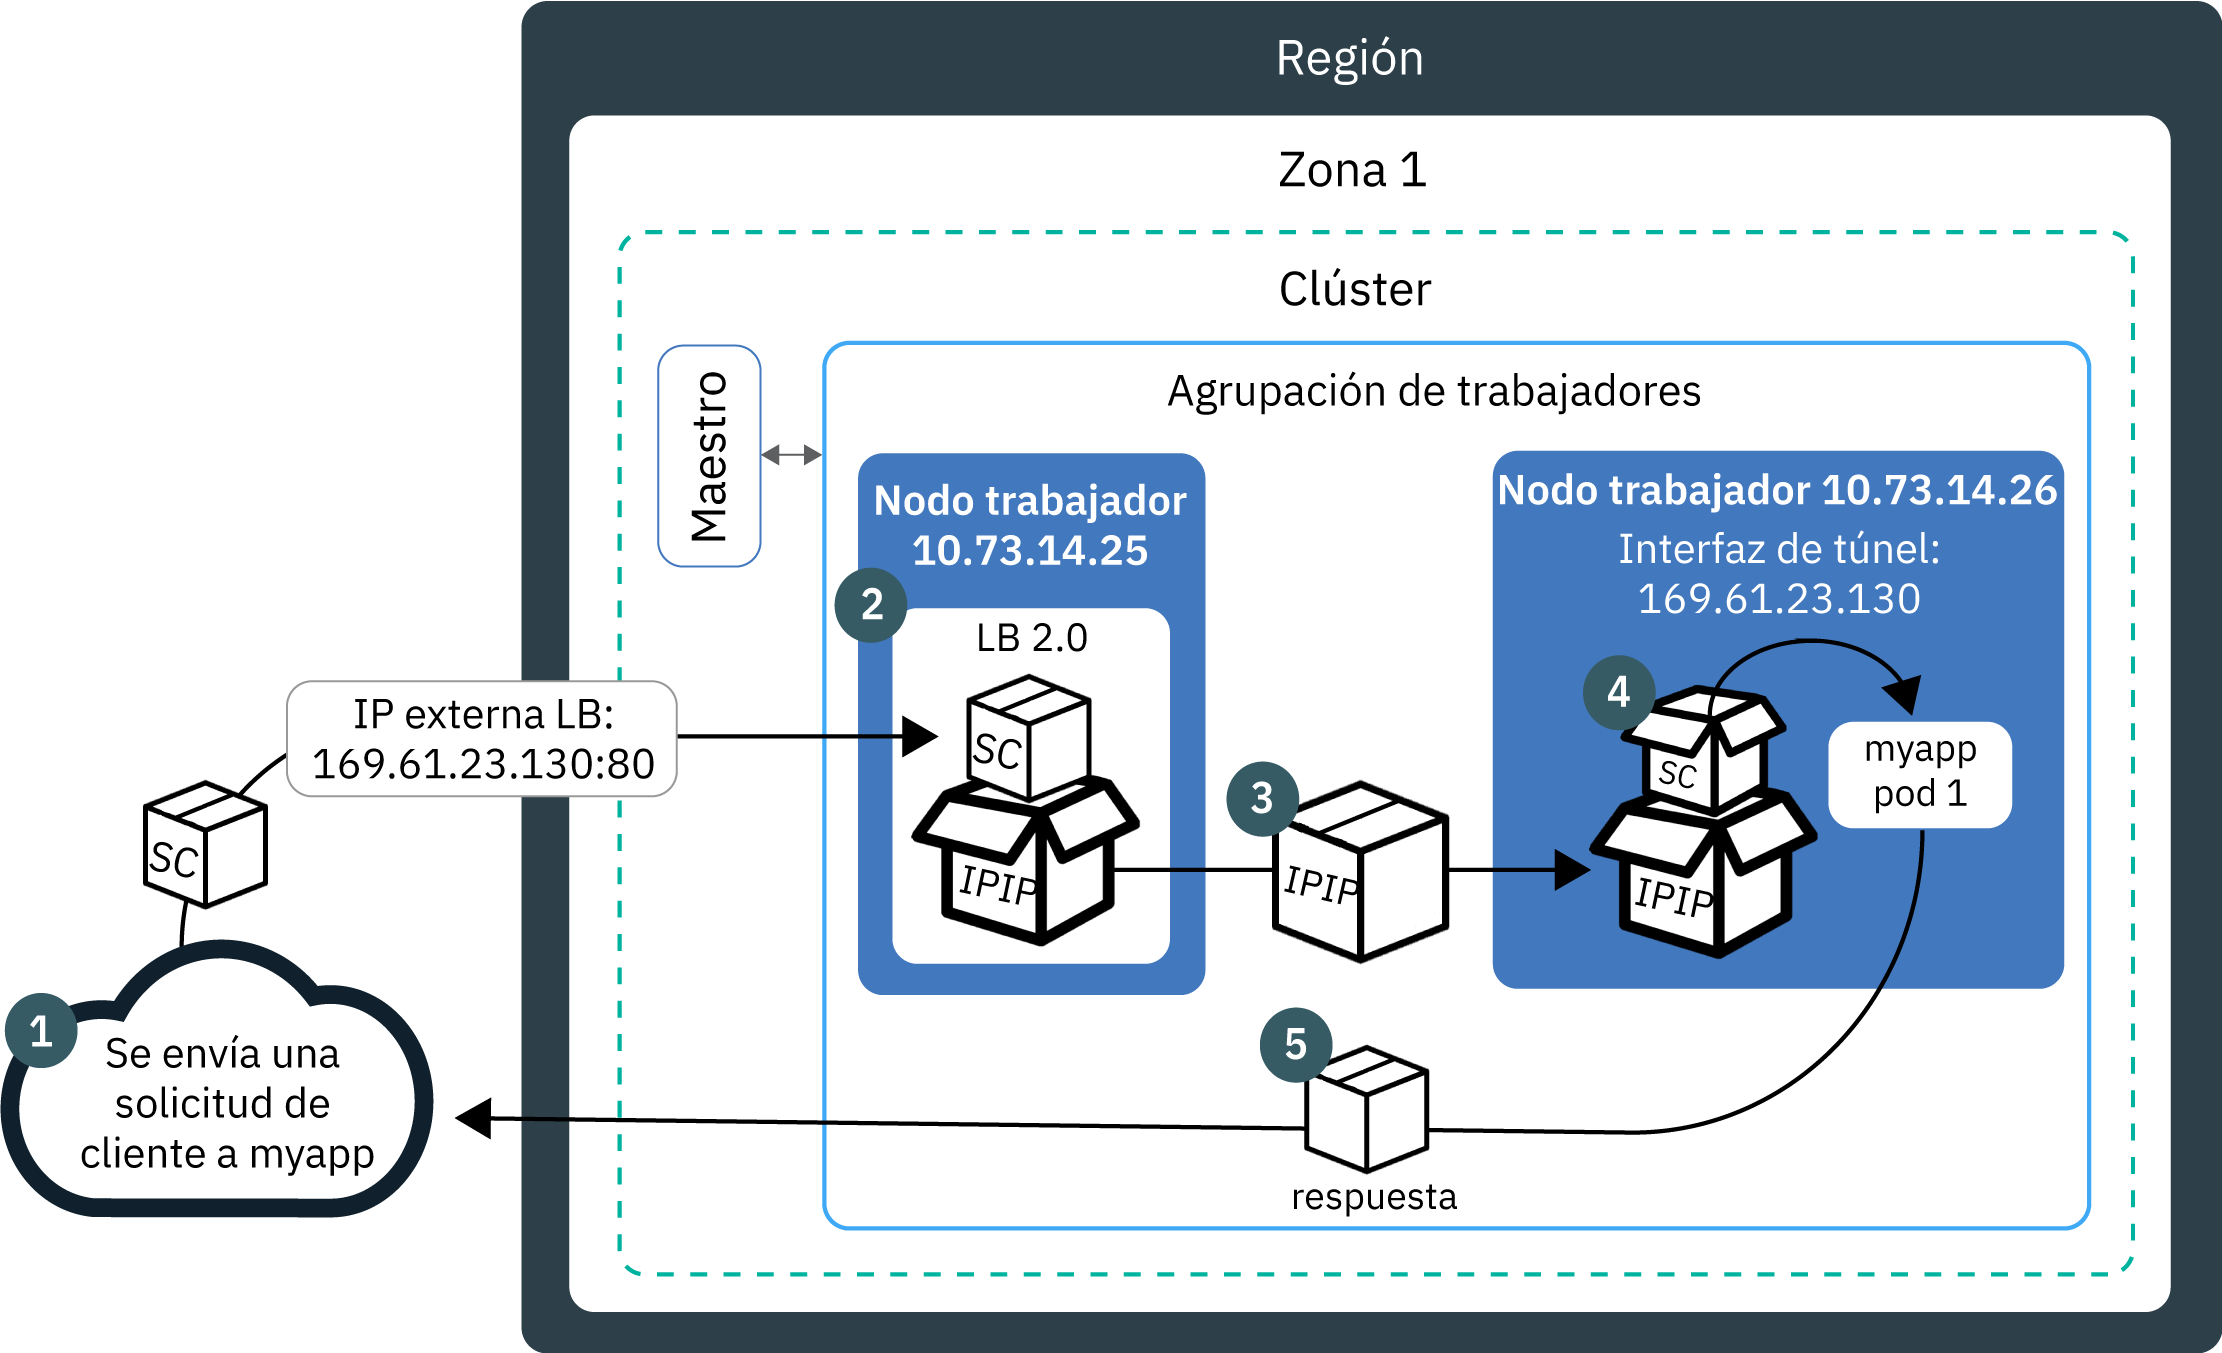 Región
Zona 1
Clúster
Maestro
Agrupación de trabajadores
Nodo trabajador
10.73.14.25
2
LB 2.0
SC
IPIP
IP externa LB:
169.61.23.130:80
SC
1
Se envía una
solicitud de
cliente a myapp
3
IPIP
Nodo trabajador 10.73.14.26
Interfaz de túnel:
169.61.23.130
4
SC
IPIP
myapp
pod 1
5
respuesta